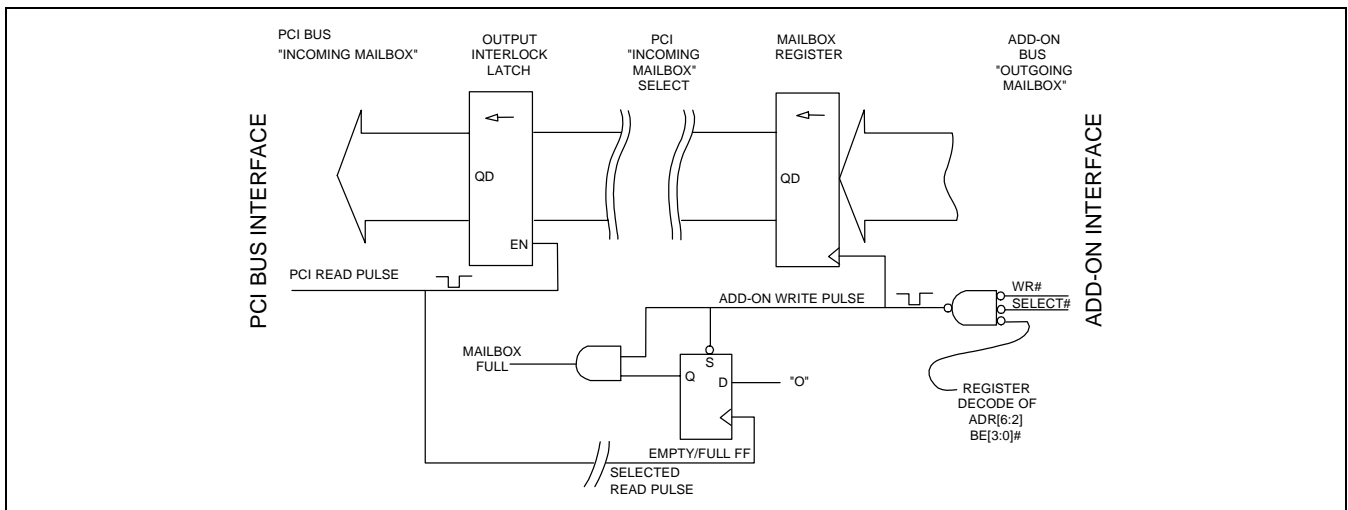 PCI BUS
"INCOMING MAILBOX"
OUTPUT
INTERLOCK
LATCH
PCI
"INCOMING
MAILBOX"
SELECT
MAILBOX
REGISTER
ADD-ON
BUS
"OUTGOING
MAILBOX"
PCI BUS INTERFACE
ADD-ON INTERFACE
QD
EN
QD
PCI READ PULSE
ADD-ON WRITE PULSE
WR#
SELECT#
MAILBOX
FULL
S
Q
D
"O"
REGISTER
DECODE OF
ADR[6:2]
BE[3:0]#
EMPTY/FULL FF
SELECTED
READ PULSE